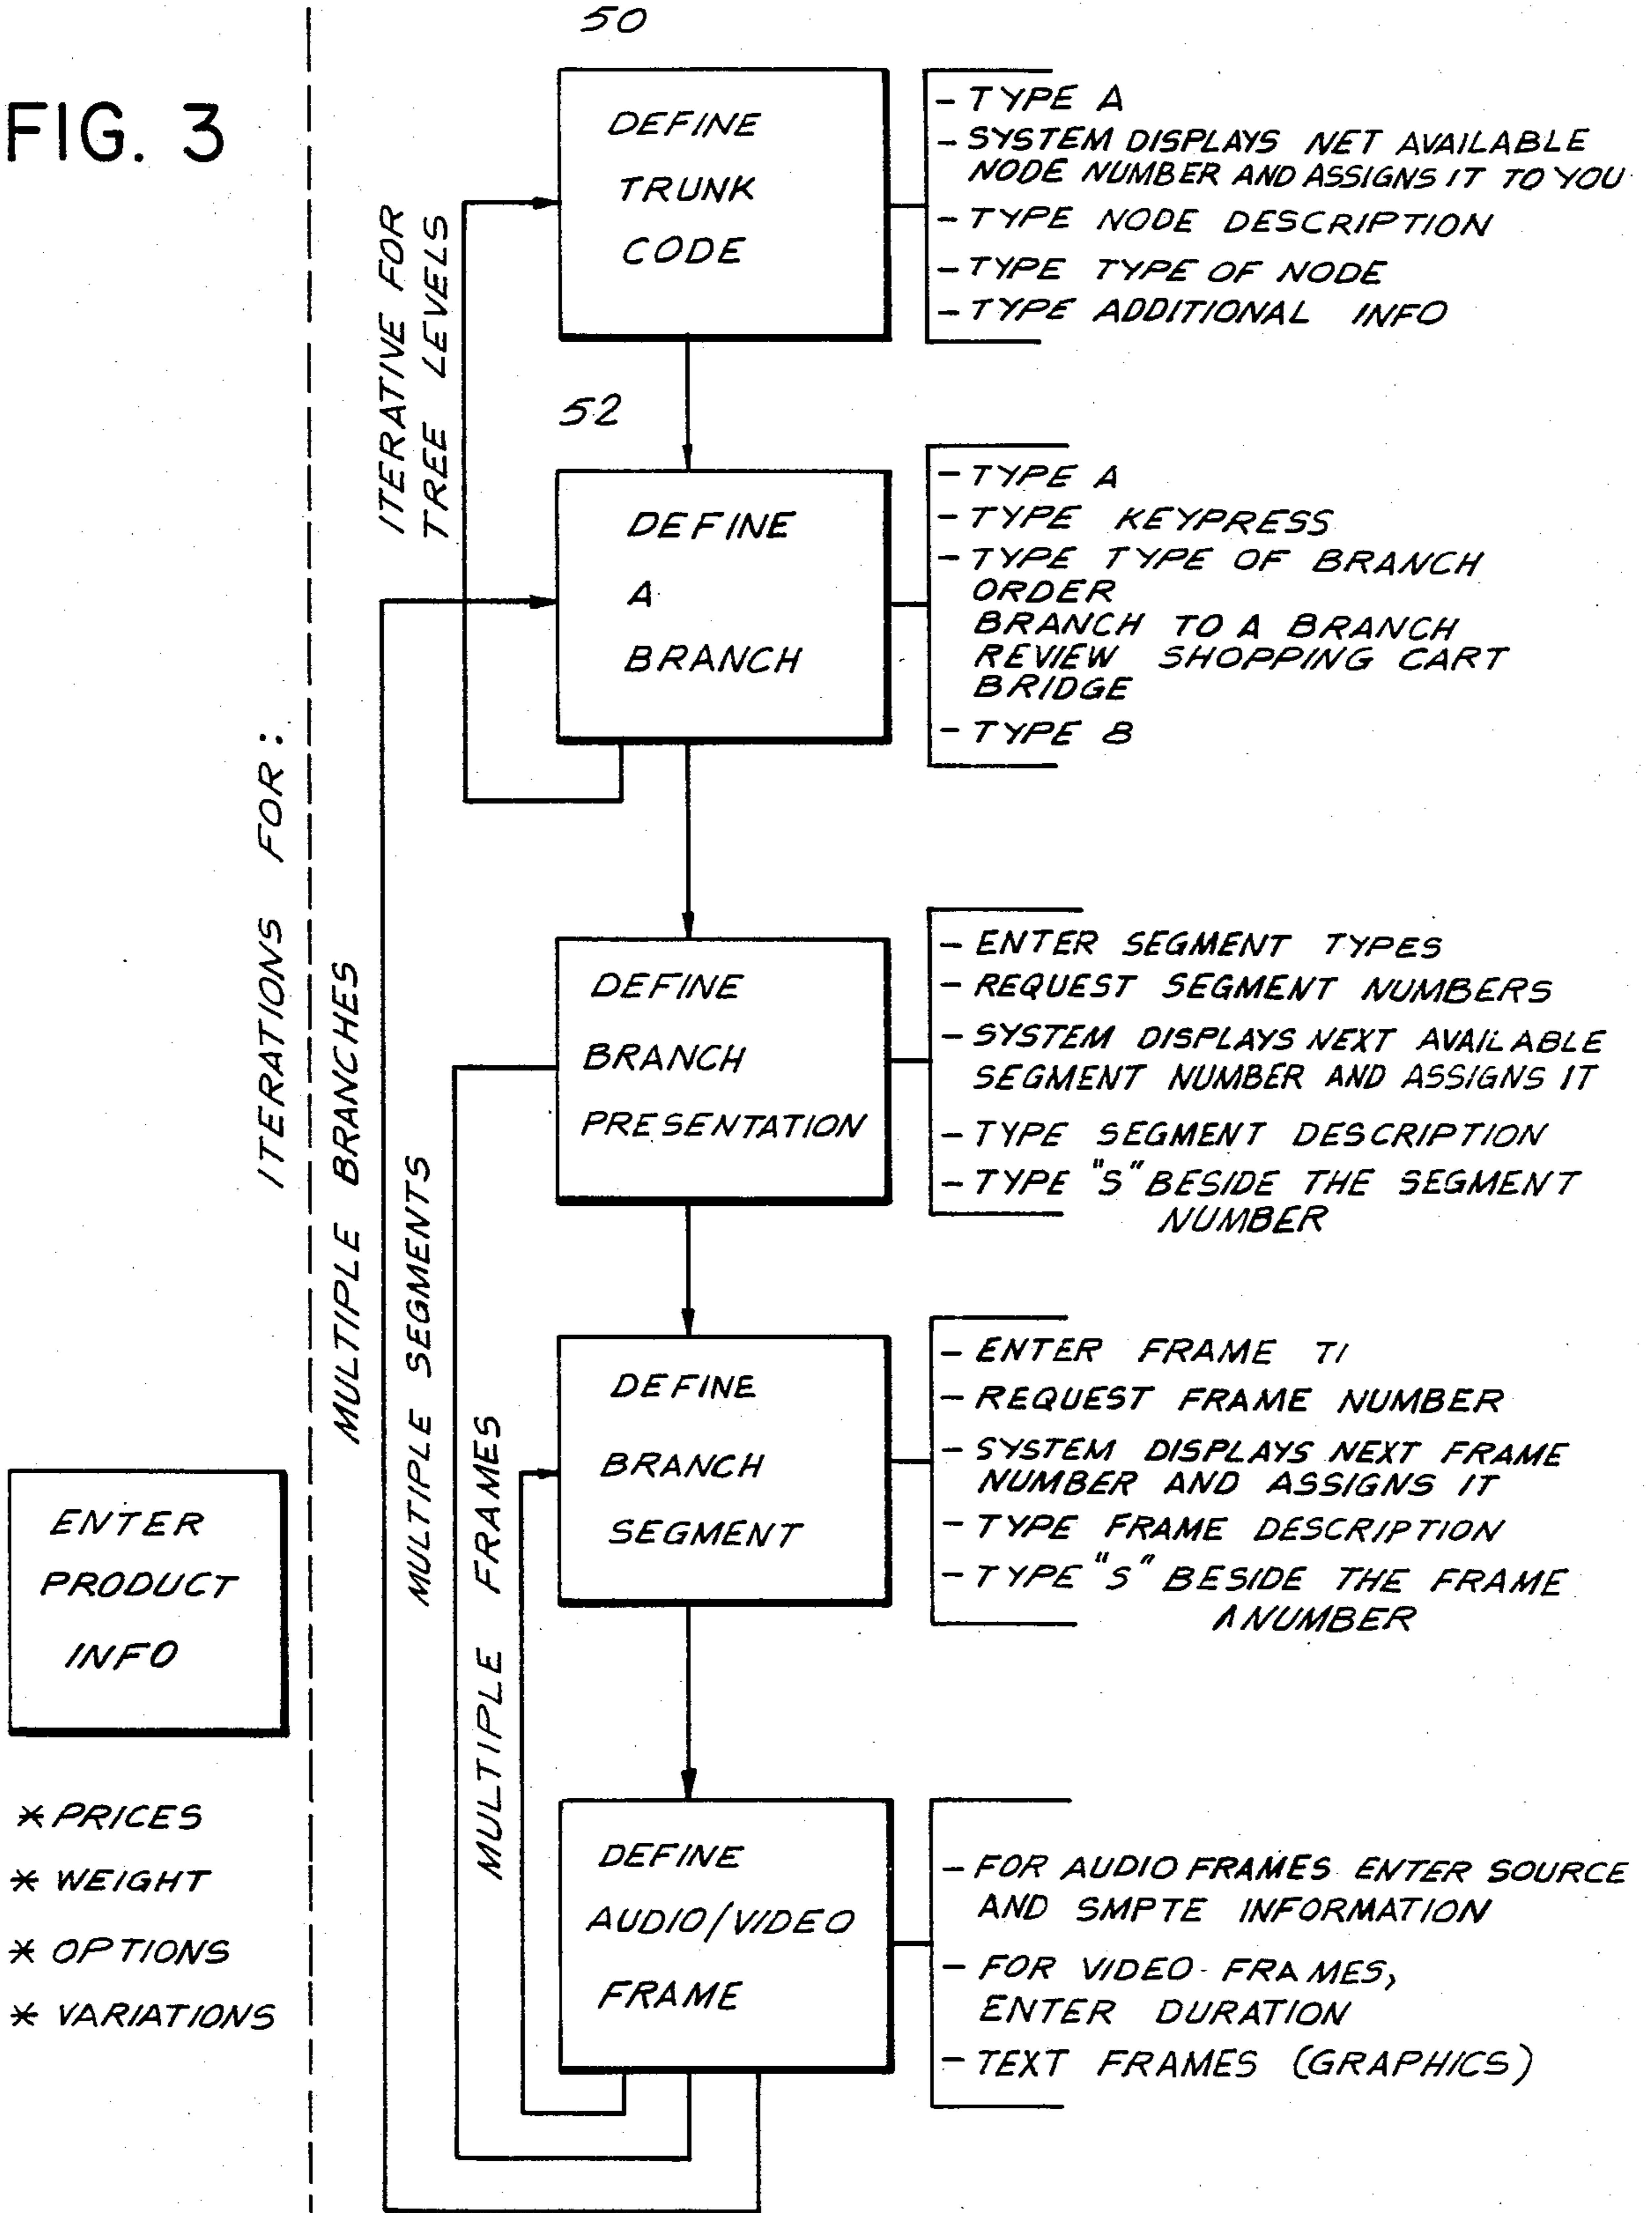 FIG. 3
50
DEFINE
TRUNK
CODE
- TYPE A
- SYSTEM DISPLAYS NET AVAILABLE
NODE NUMBER AND ASSIGNS IT TO YOU
- TYPE NODE DESCRIPTION
- TYPE TYPE OF NODE
- TYPE ADDITIONAL INFO
ITERATIVE FOR
TREE LEVELS
52
DEFINE
A
BRANCH
- TYPE A
- TYPE KEYPRESS
- TYPE TYPE OF BRANCH
ORDER
BRANCH TO A BRANCH
REVIEW SHOPPING CART
BRIDGE
- TYPE B
ITERATIONS FOR:
MULTIPLE BRANCHES
MULTIPLE SEGMENTS
MULTIPLE FRAMES
DEFINE
BRANCH
PRESENTATION
- ENTER SEGMENT TYPES
- REQUEST SEGMENT NUMBERS
- SYSTEM DISPLAYS NEXT AVAILABLE
SEGMENT NUMBER AND ASSIGNS IT
- TYPE SEGMENT DESCRIPTION
- TYPE "S" BESIDE THE SEGMENT
NUMBER
DEFINE
BRANCH
SEGMENT
- ENTER FRAME TI
- REQUEST FRAME NUMBER
- SYSTEM DISPLAYS NEXT FRAME
NUMBER AND ASSIGNS IT
- TYPE FRAME DESCRIPTION
- TYPE "S" BESIDE THE FRAME
NUMBER
ENTER
PRODUCT
INFO
* PRICES
* WEIGHT
* OPTIONS
* VARIATIONS
DEFINE
AUDIO/VIDEO
FRAME
- FOR AUDIO FRAMES ENTER SOURCE
AND SMPTE INFORMATION
- FOR VIDEO FRAMES,
ENTER DURATION
- TEXT FRAMES (GRAPHICS)